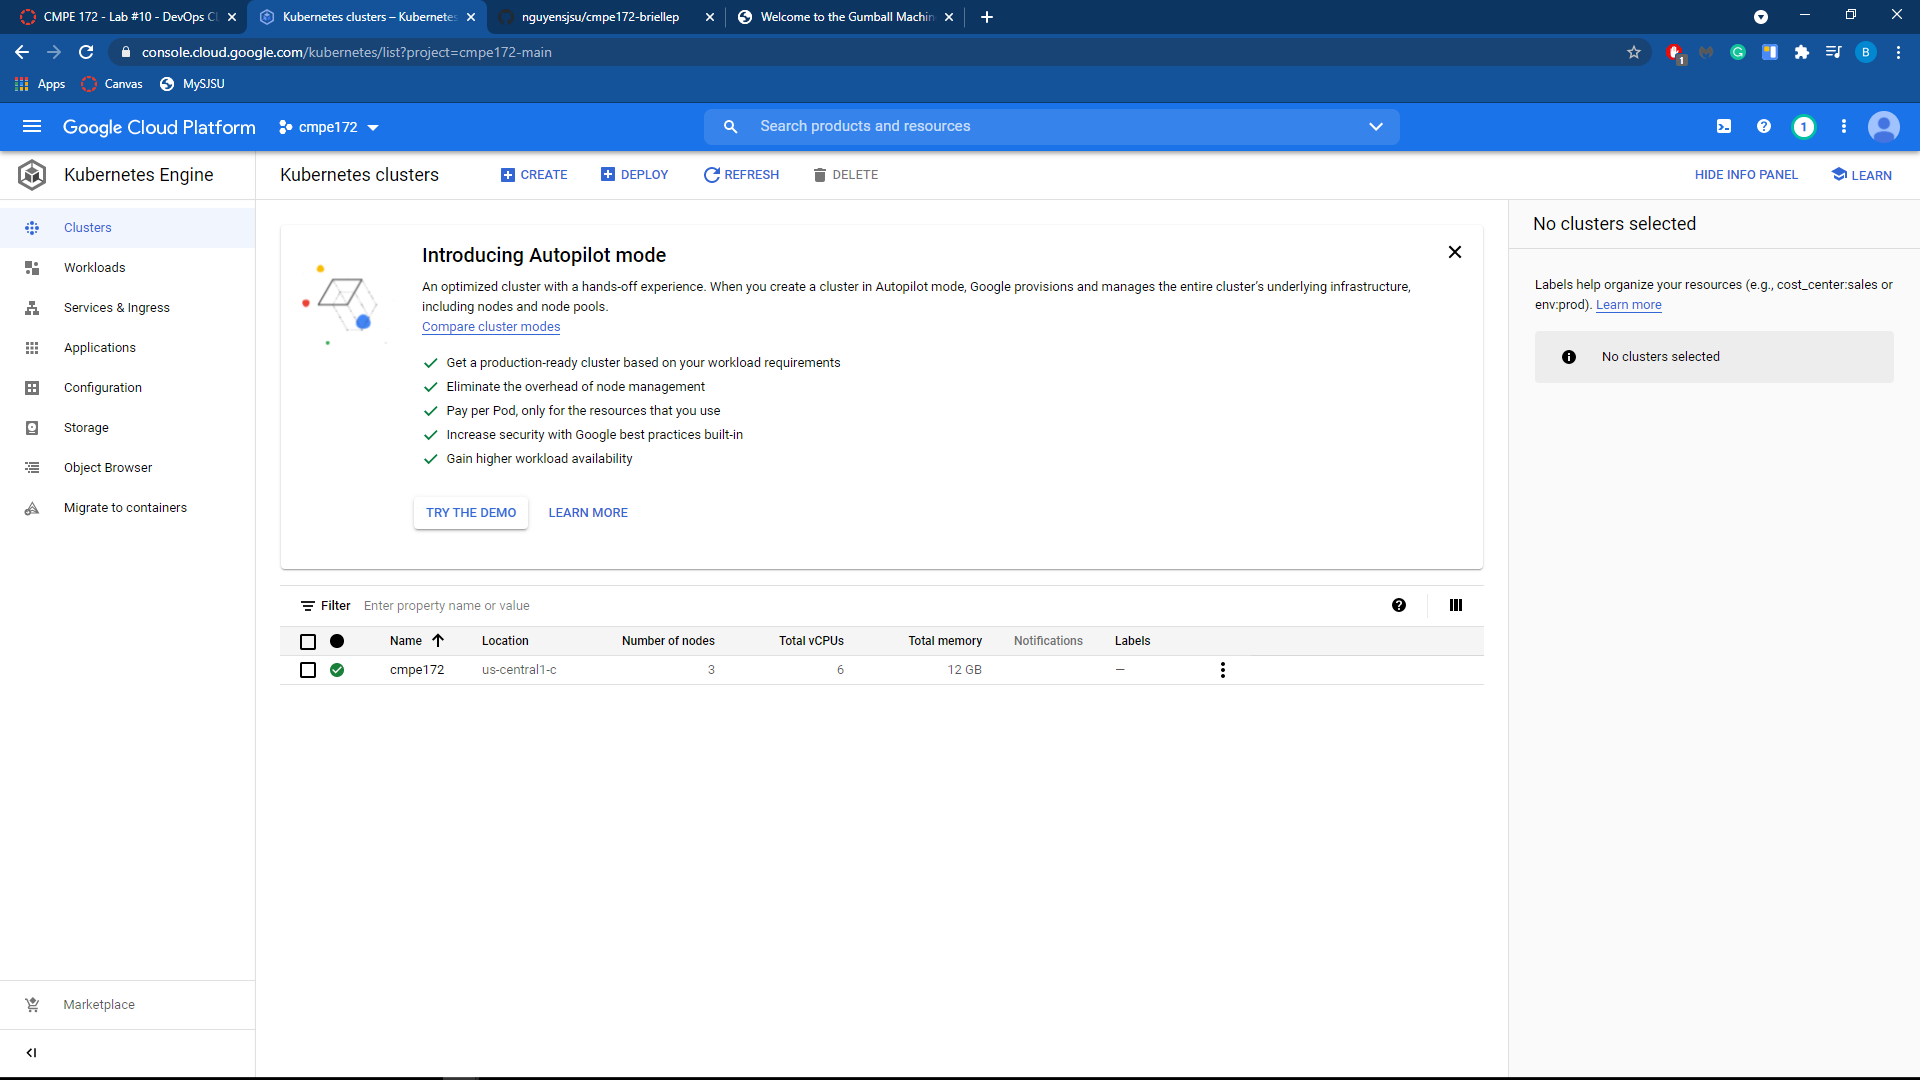 CMPE 172 - Lab #10 - DevOps Cl
Kubernetes clusters – Kubernetes
nguyensjsu/cmpe172-briellep
Welcome to the Gumball Machin
console.cloud.google.com/kubernetes/list?project=cmpe172-main
1
B
Apps
Canvas
MySJSU
Google Cloud Platform
cmpe172
Search products and resources
1
Kubernetes Engine
Kubernetes clusters
CREATE
DEPLOY
REFRESH
DELETE
HIDE INFO PANEL
LEARN
Clusters
Workloads
Services & Ingress
Applications
Configuration
Storage
Object Browser
Migrate to containers
Marketplace
Introducing Autopilot mode
An optimized cluster with a hands-off experience. When you create a cluster in Autopilot mode, Google provisions and manages the entire cluster's underlying infrastructure,
including nodes and node pools.
Compare cluster modes
Get a production-ready cluster based on your workload requirements
Eliminate the overhead of node management
Pay per Pod, only for the resources that you use
Increase security with Google best practices built-in
Gain higher workload availability
TRY THE DEMO
LEARN MORE
Filter Enter property name or value
Name Location Number of nodes Total vCPUs Total memory Notifications Labels
cmpe172 us-central1-c 3 6 12 GB –
No clusters selected
Labels help organize your resources (e.g., cost_center:sales or
env:prod). Learn more
No clusters selected